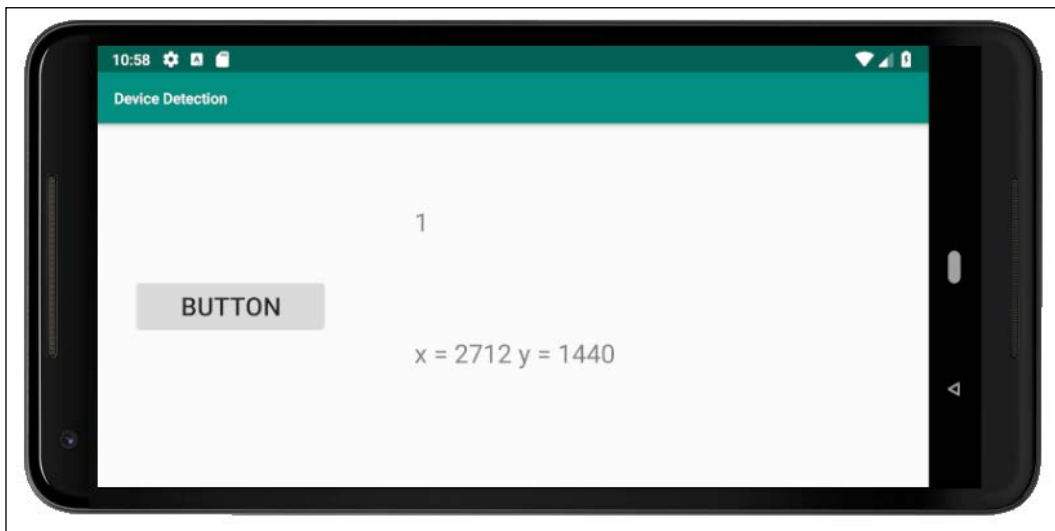 10:58
Device Detection
1
BUTTON
x = 2712 y = 1440